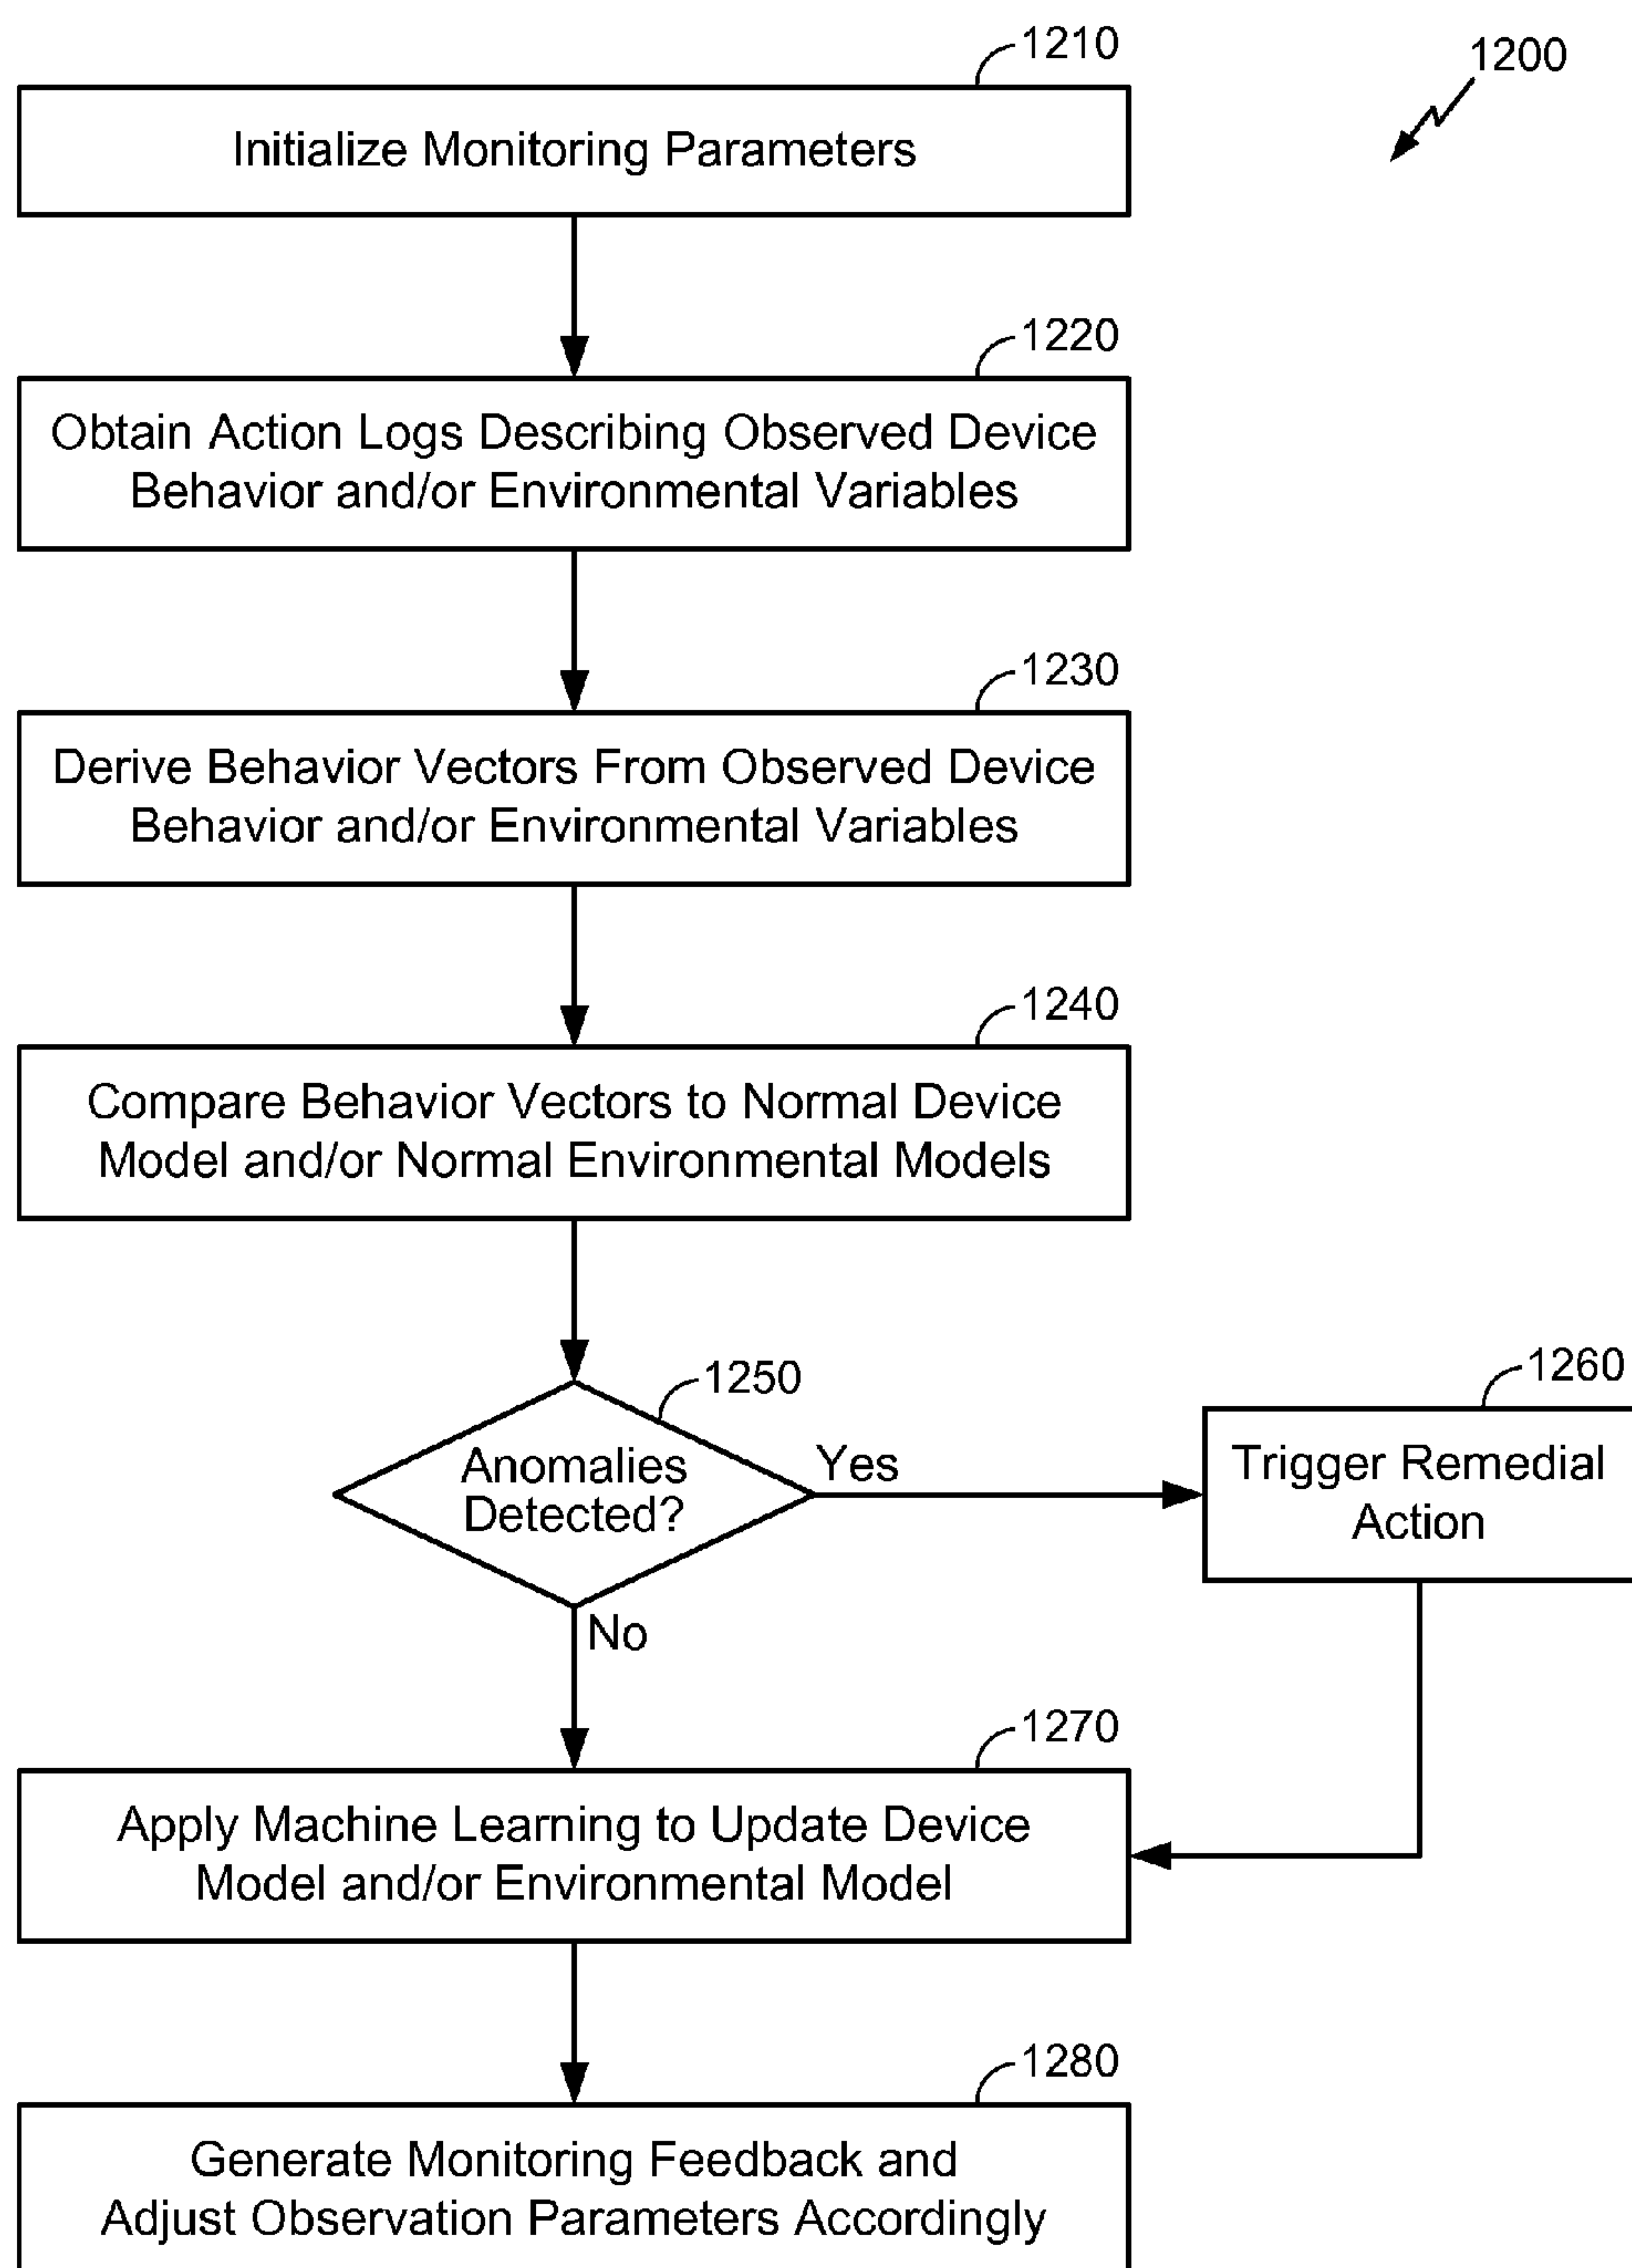 1210
1200
Initialize Monitoring Parameters
1220
Obtain Action Logs Describing Observed Device
Behavior and/or Environmental Variables
1230
Derive Behavior Vectors From Observed Device
Behavior and/or Environmental Variables
1240
Compare Behavior Vectors to Normal Device
Model and/or Normal Environmental Models
1250
Anomalies
Detected?
Yes
1260
Trigger Remedial
Action
No
1270
Apply Machine Learning to Update Device
Model and/or Environmental Model
1280
Generate Monitoring Feedback and
Adjust Observation Parameters Accordingly